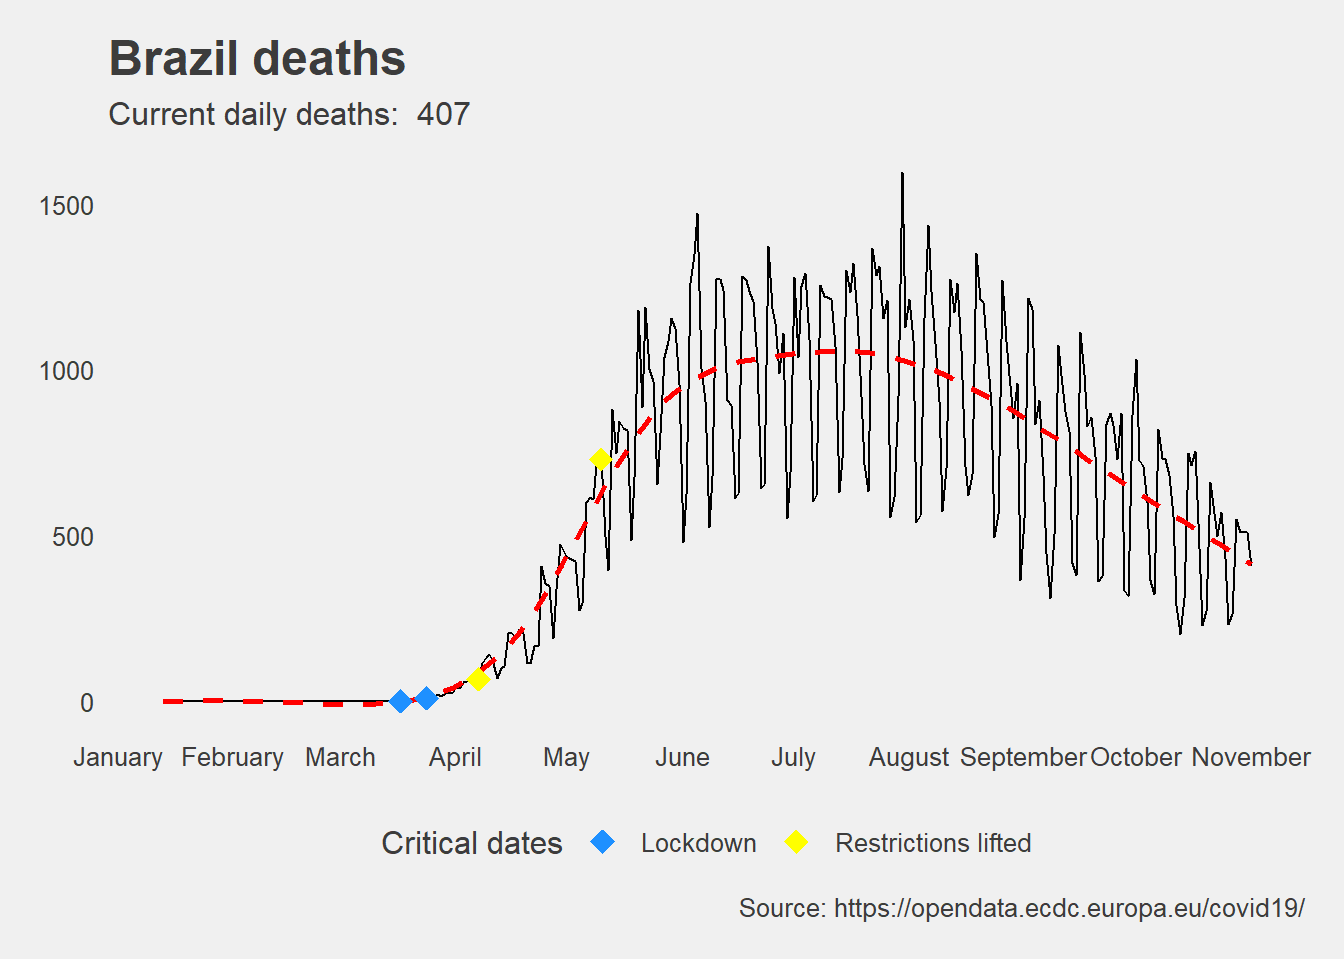 Brazil deaths
Current daily deaths:  407
1500
1000
500
0
January February March April May June July August September October November
Critical dates Lockdown Restrictions lifted
Source: https://opendata.ecdc.europa.eu/covid19/